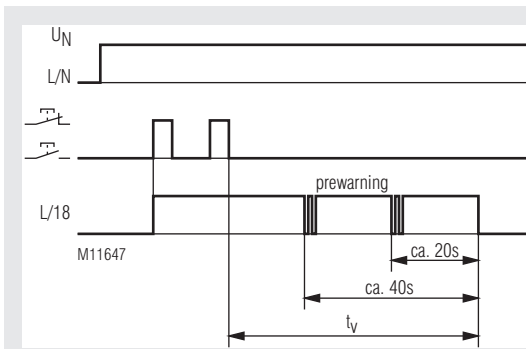 UN
L/N
prewarning
L/18
M11647
ca. 20s
ca. 40s
tv